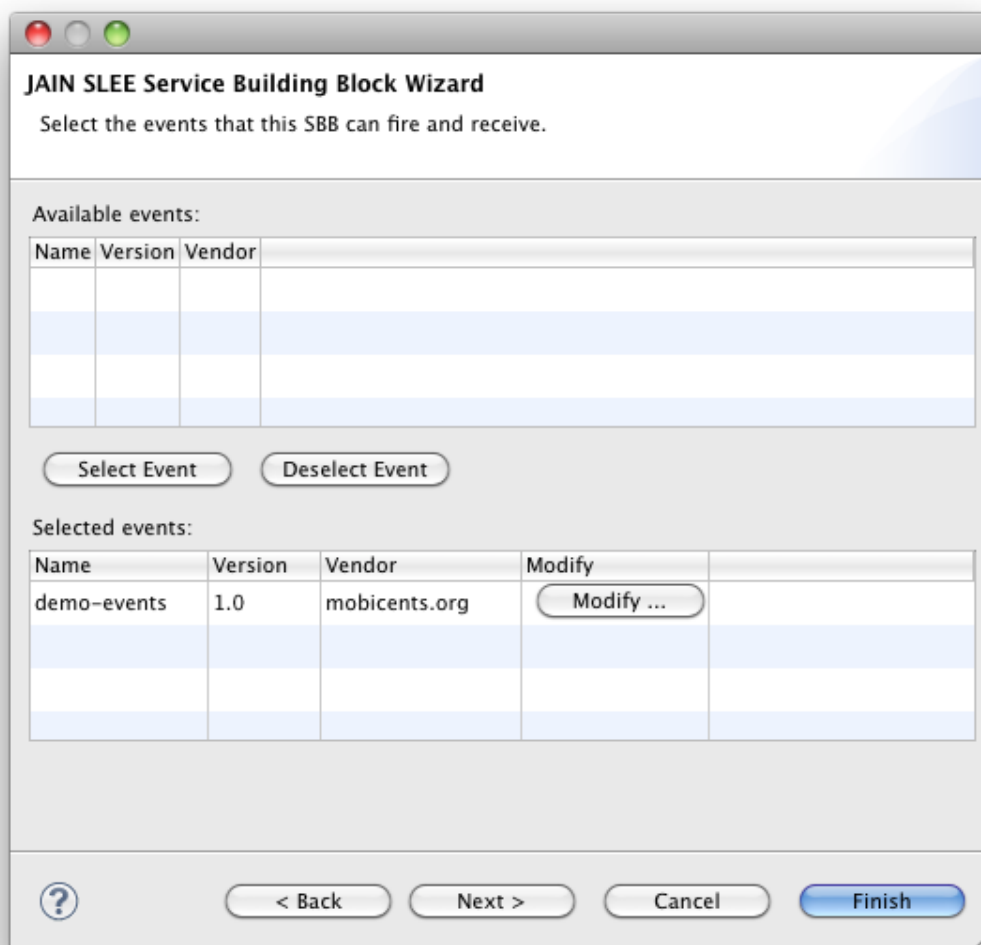 JAIN SLEE Service Building Block Wizard
Select the events that this SBB can fire and receive.
Available events:
Name Version Vendor
Select Event Deselect Event
Selected events:
Name Version Vendor Modify
demo-events 1.0 mobicents.org Modify ...
? < Back Next > Cancel Finish